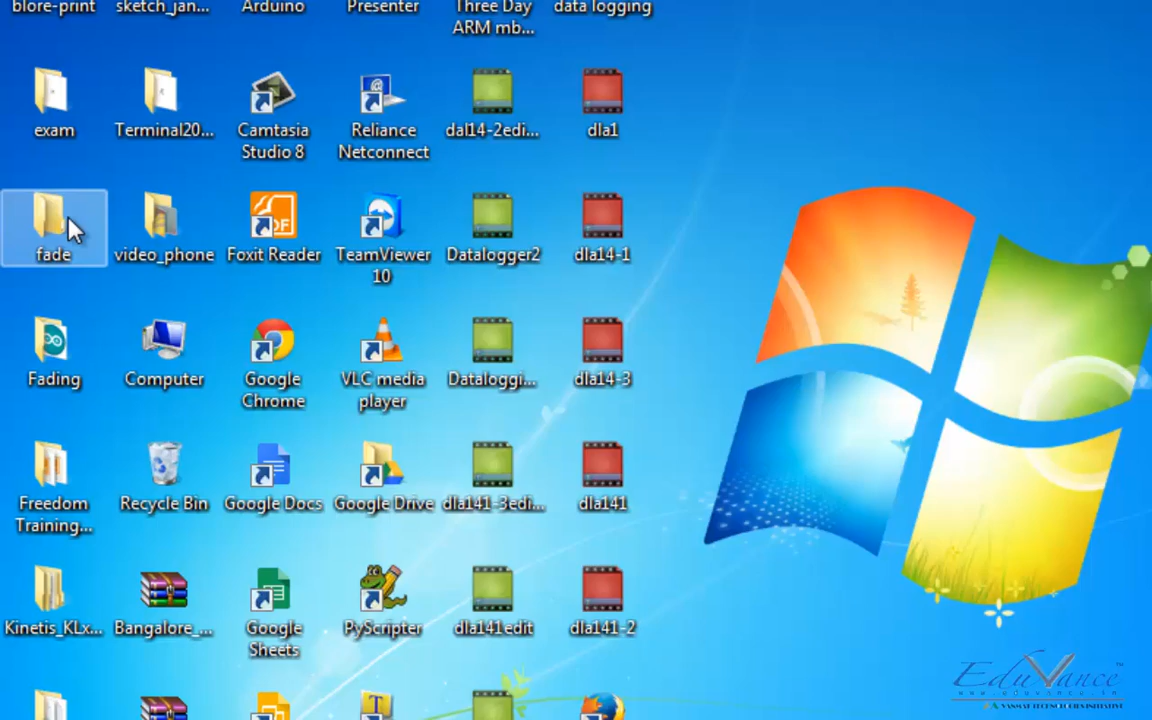 blore-print
sketch_jan...
Arduino
Presenter
Three Day
ARM mb...
data logging
exam
Terminal20...
Camtasia
Studio 8
Reliance
Netconnect
dal14-2edi...
dla1
fade
video_phone
Foxit Reader
TeamViewer
10
Datalogger2
dla14-1
Fading
Computer
Google
Chrome
VLC media
player
Dataloggi...
dla14-3
Freedom
Training...
Recycle Bin
Google Docs
Google Drive
dla141-3edi...
dla141
Kinetis_KLx...
Bangalore_...
Google
Sheets
PyScripter
dla141edit
dla141-2
EduVance
www.eduvance.in